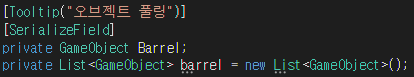 [Tooltip("오브젝트 풀링")]
[SerializeField]
private GameObject Barrel;
private List<GameObject> barrel = new List<GameObject>();